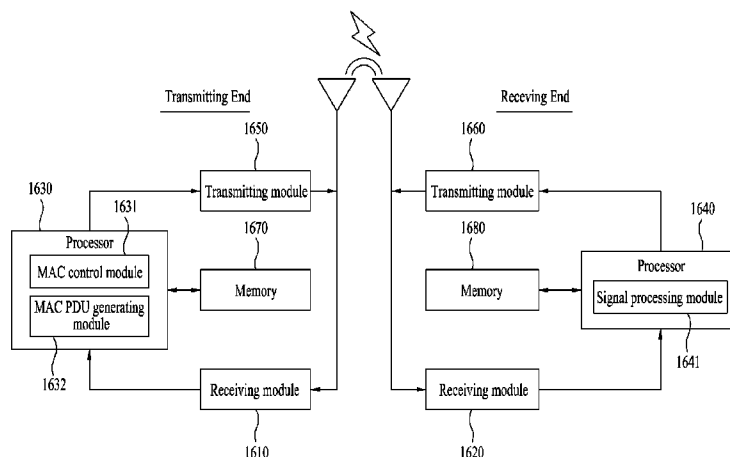 Transmitting End
Receving End
1650
1660
1630
1631
Transmitting module
Transmitting module
1670
1680
1640
Processor
MAC control module
Memory
Memory
Processor
MAC PDU generating
module
Signal processing module
1632
1641
Receiving module
Receiving module
1610
1620